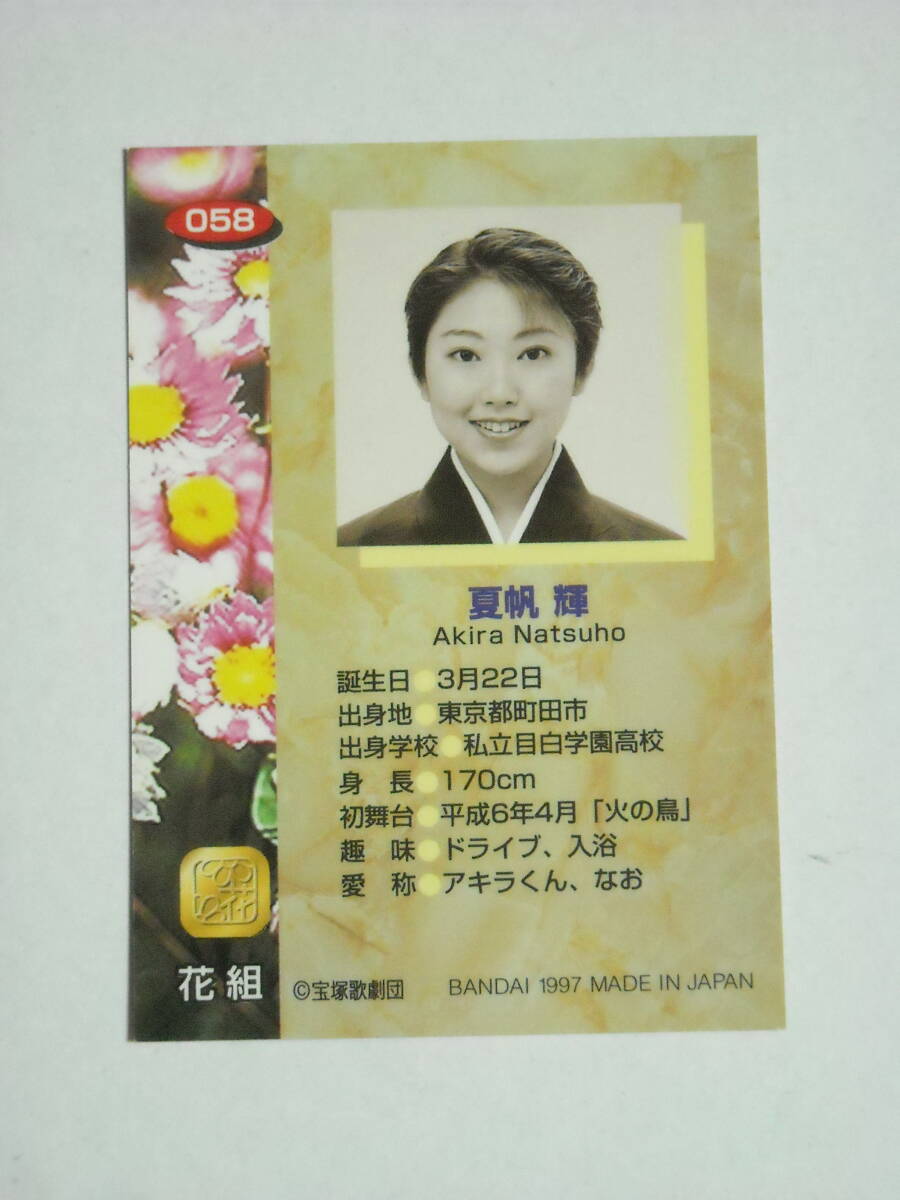 058
夏帆 輝
Akira Natsuho
誕生日●3月22日
出身地●東京都町田市
出身学校●私立目白学園高校
身 長●170cm
初舞台●平成6年4月「火の鳥」
趣 味●ドライブ、入浴
愛 称●アキラくん、なお
花組
©宝塚歌劇団 BANDAI 1997 MADE IN JAPAN